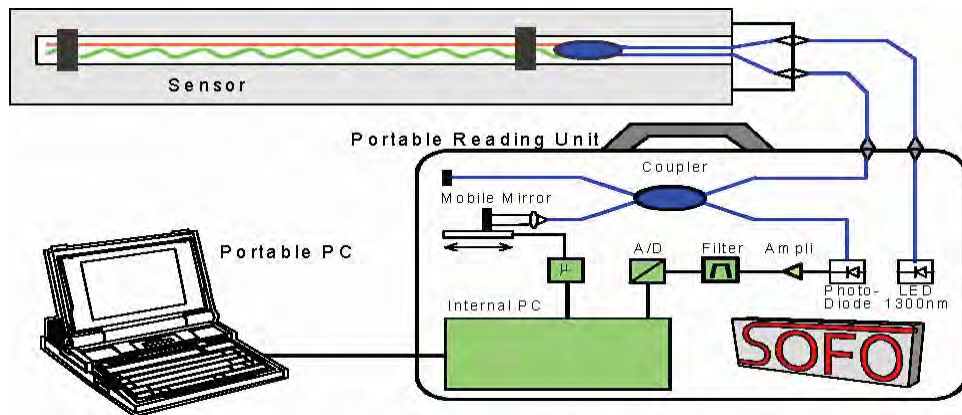 Sensor
Portable Reading Unit
Coupler
Mobile Mirror
Portable PC
A/D
Filter
Ampli
µ
Photo-
Diode
LED
1300nm
Internal PC
SOFO